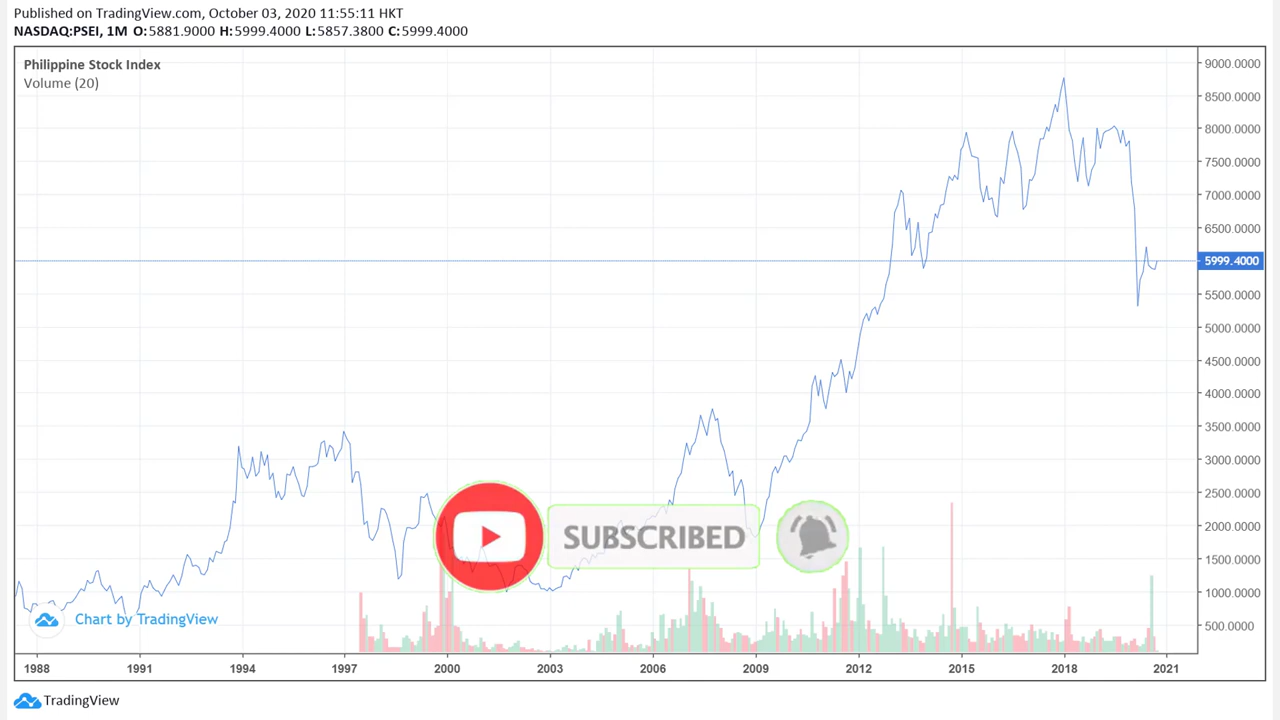 Published on TradingView.com, October 03, 2020 11:55:11 HKT
NASDAQ:PSEI, 1M O:5881.9000 H:5999.4000 L:5857.3800 C:5999.4000
Philippine Stock Index
Volume (20)
9000.0000
8500.0000
8000.0000
7500.0000
7000.0000
6500.0000
5999.4000
5500.0000
5000.0000
4500.0000
4000.0000
3500.0000
3000.0000
2500.0000
2000.0000
1500.0000
1000.0000
500.0000
SUBSCRIBED
Chart by TradingView
1988 1991 1994 1997 2000 2003 2006 2009 2012 2015 2018 2021
TradingView